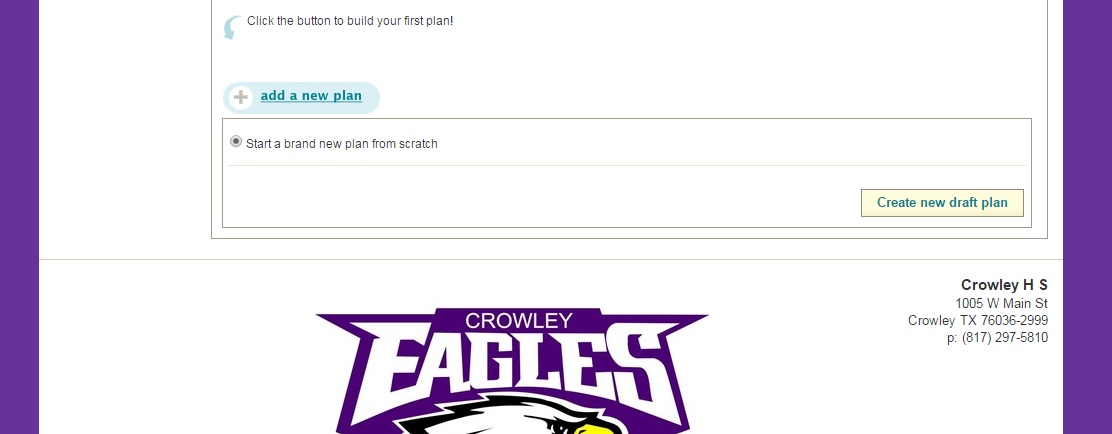 Click the button to build your first plan!
add a new plan
Start a brand new plan from scratch
Create new draft plan
Crowley H S
1005 W Main St
Crowley TX 76036-2999
p: (817) 297-5810
CROWLEY
EAGLES